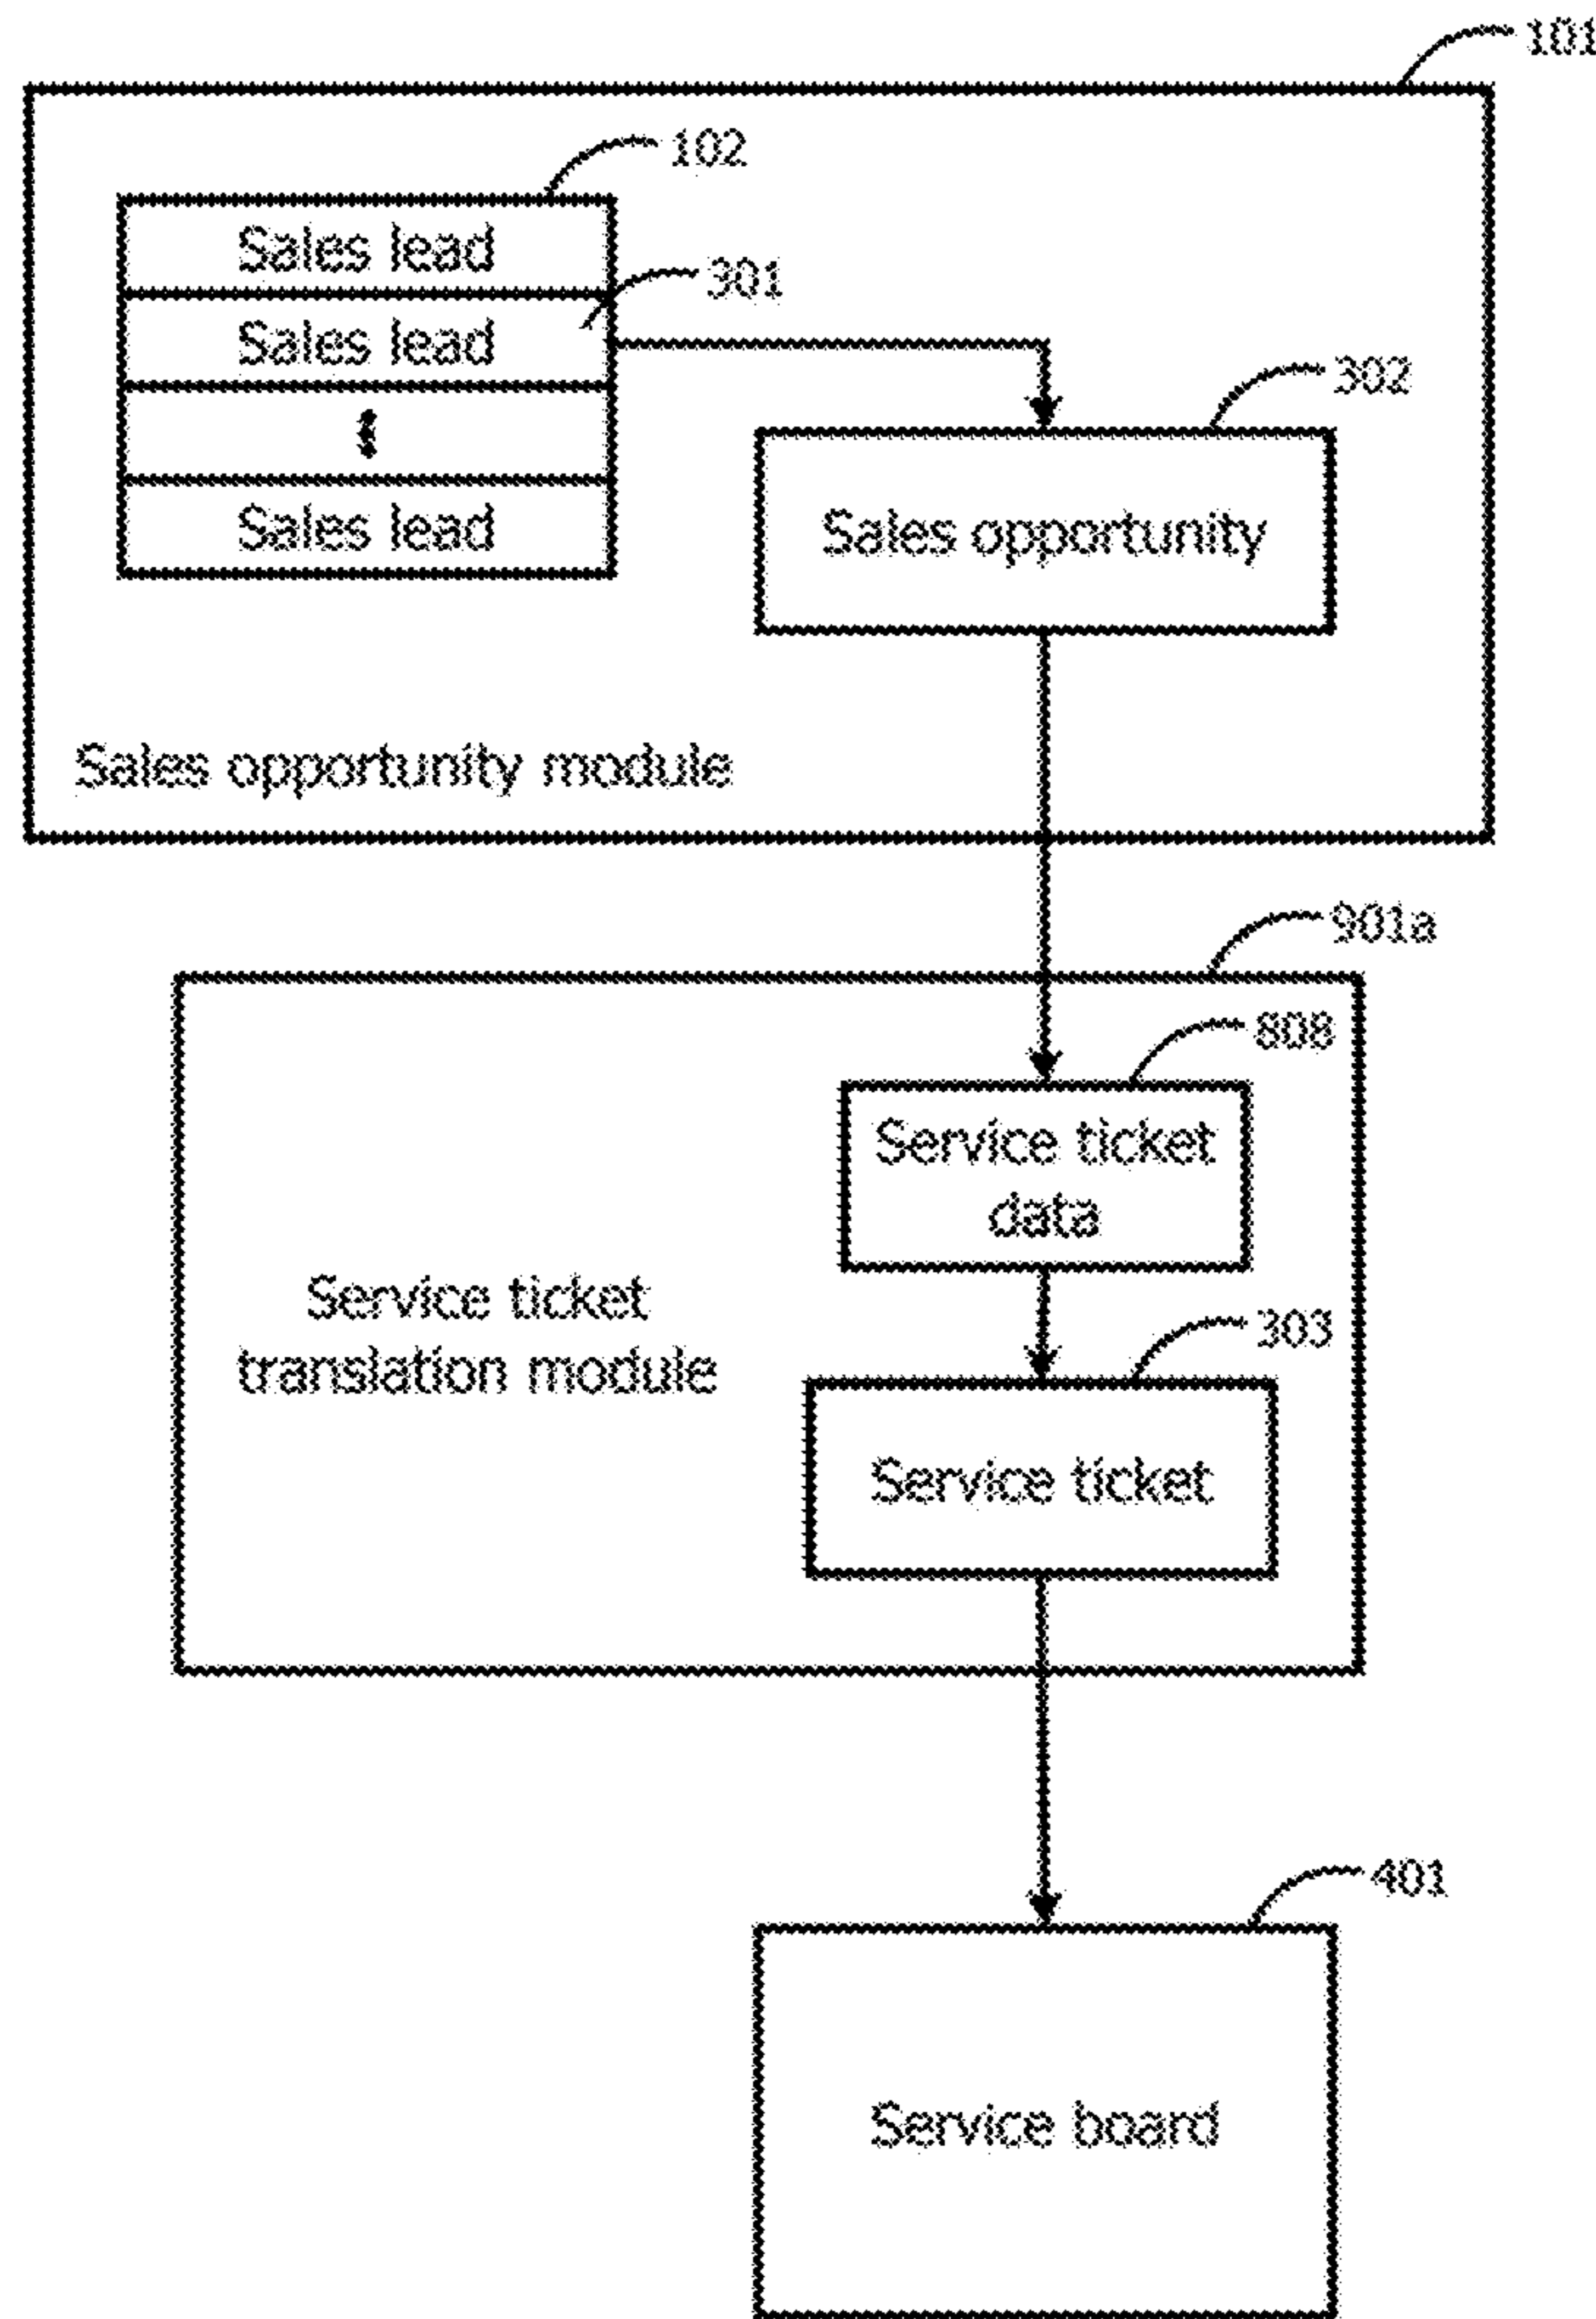 101
102
Sales lead
301
Sales lead
302
Sales lead
Sales opportunity
Sales opportunity module
901a
808
Service ticket
data
Service ticket
translation module
303
Service ticket
401
Service board